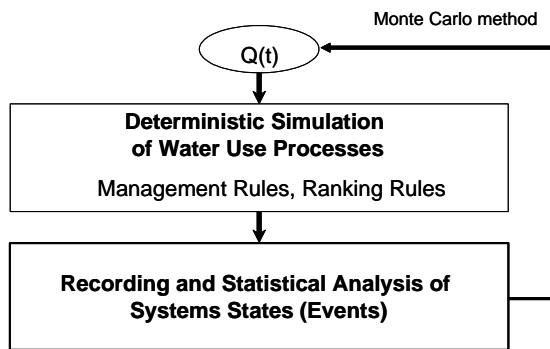 Monte Carlo method
Q(t)
Deterministic Simulation
of Water Use Processes
Management Rules, Ranking Rules
Recording and Statistical Analysis of
Systems States (Events)